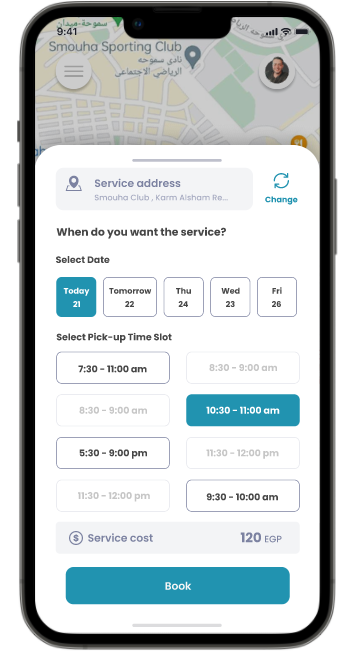 سموحة-ميدان
9:41
Smouha Sporting Club
نادى سموحه
الرياضي الاجتماعى
Service address
Smouha Club , Karm Aisham Re...
Change
When do you want the service?
Select Date
Today
21
Tomorrow
22
Thu
24
Wed
23
Fri
26
Select Pick-up Time Slot
7:30 - 11:00 am
8:30 - 9:00 am
8:30 - 9:00 am
10:30 - 11:00 am
5:30 - 9:00 pm
11:30 - 12:00 pm
11:30 - 12:00 pm
9:30 - 10:00 am
Service cost
120 EGP
Book